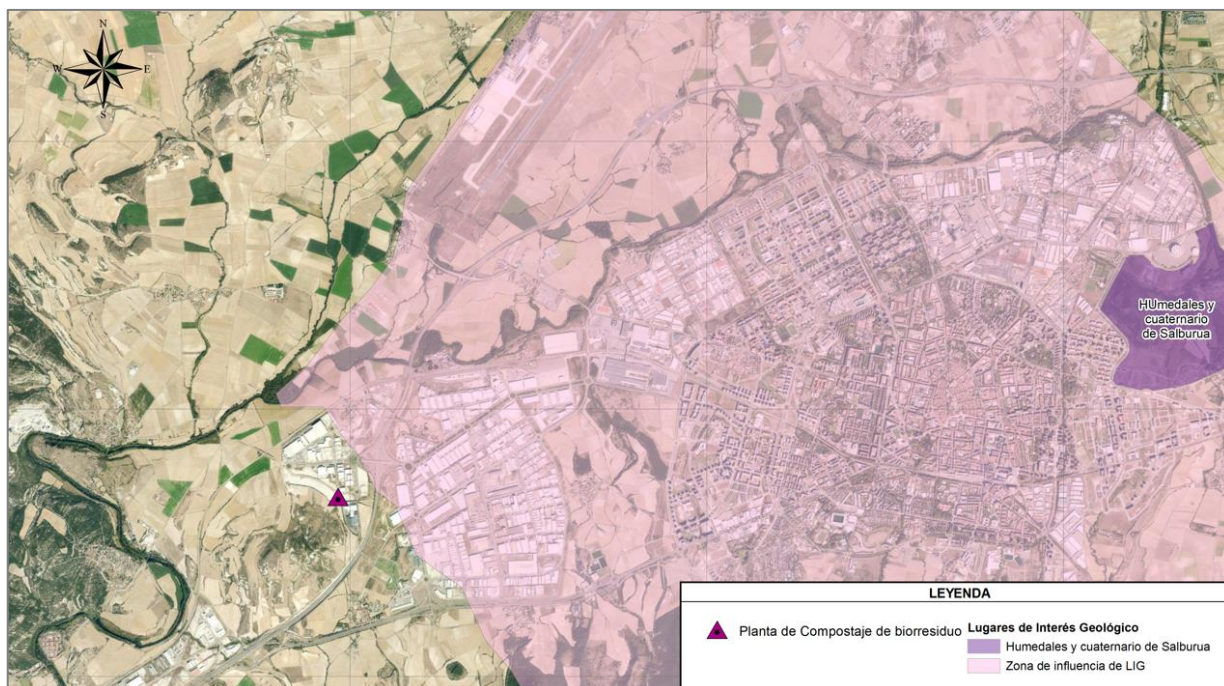 N
W
E
S
HUmedales y
cuaternario
de Salburua
LEYENDA
Planta de Compostaje de biorresiduo
Lugares de Interés Geológico
Humedales y cuaternario de Salburua
Zona de influencia de LIG